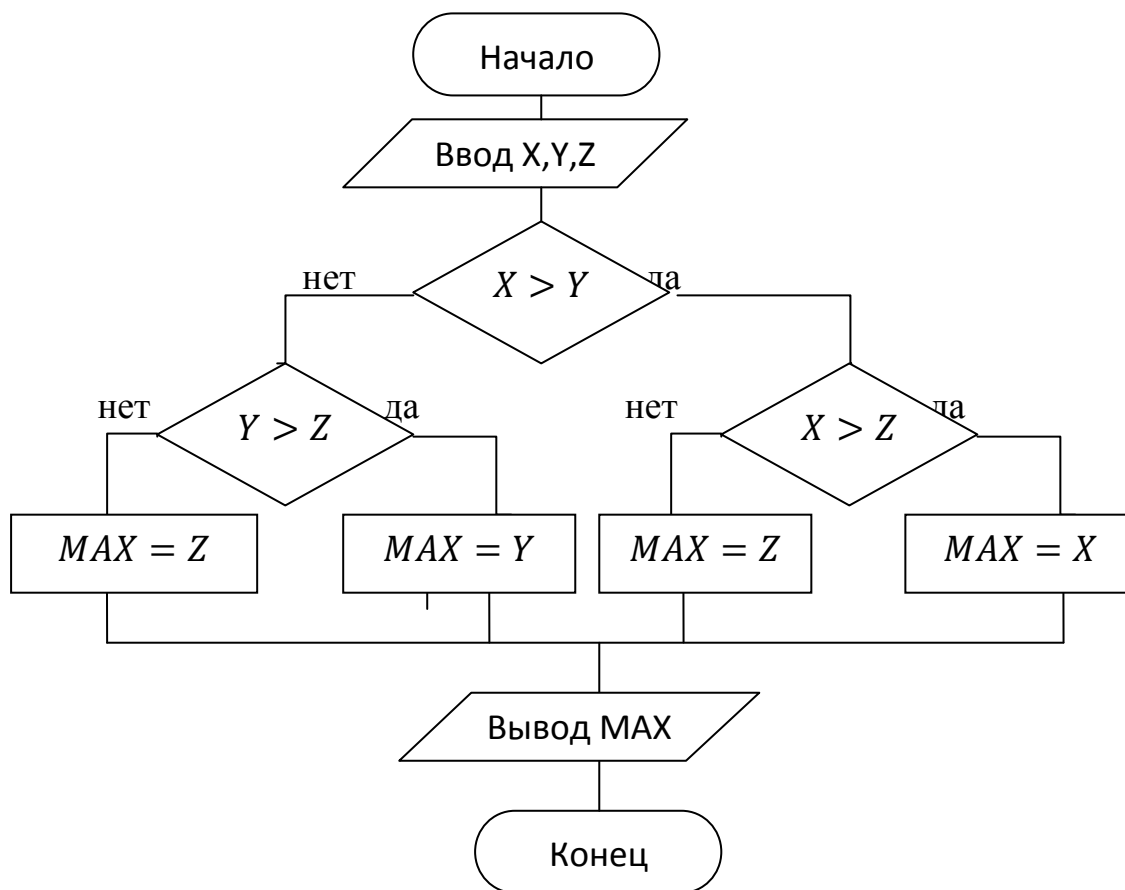 Начало
Ввод X,Y,Z
нет
X > Y
да
нет
Y > Z
да
нет
X > Z
да
MAX = Z
MAX = Y
MAX = Z
MAX = X
Вывод MAX
Конец